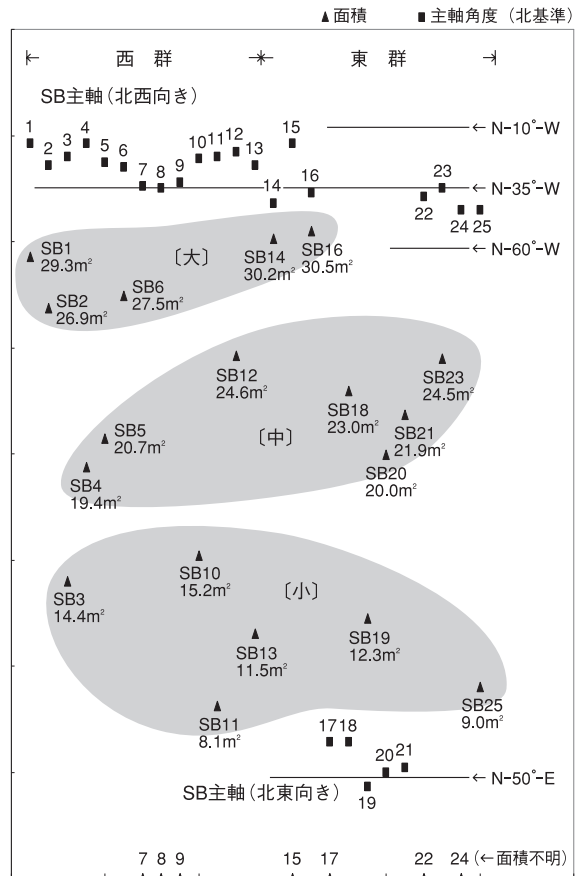 ▲面積 ■主軸角度（北基準）
西 群 東 群
SB主軸（北西向き）
1 2 3 4 5 6 7 8 9 10 11 12 13 14 15 16 22 23 24 25
←N-10°-W
←N-35°-W
←N-60°-W
〔大〕
SB1
29.3m²
SB2
26.9m²
SB6
27.5m²
SB14
30.2m²
SB16
30.5m²
〔中〕
SB12
24.6m²
SB23
24.5m²
SB18
23.0m²
SB21
21.9m²
SB20
20.0m²
SB5
20.7m²
SB4
19.4m²
〔小〕
SB10
15.2m²
SB3
14.4m²
SB19
12.3m²
SB13
11.5m²
SB25
9.0m²
SB11
8.1m²
17 18 19 20 21
SB主軸（北東向き）
←N-50°-E
7 8 9 15 17 22 24（←面積不明）